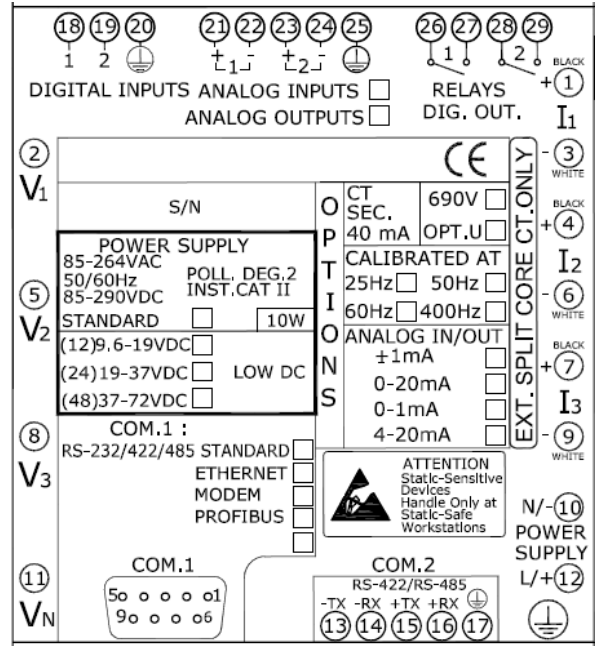 18 19 20 21 22 23 24 25 26 27 28 29
1 2 + 1 - + 2 - 1 2
DIGITAL INPUTS ANALOG INPUTS
ANALOG OUTPUTS
RELAYS
DIG. OUT.
BLACK
+ 1
I1
- 3
WHITE
BLACK
+ 4
I2
- 6
WHITE
BLACK
+ 7
I3
- 9
WHITE
2
V1
5
V2
8
V3
11
VN
CE
S/N
OPTIONS
CT
SEC.
40 mA
690V
OPT.U
CALIBRATED AT
25Hz 50Hz
60Hz 400Hz
ANALOG IN/OUT
±1mA
0-20mA
0-1mA
4-20mA
EXT. SPLIT CORE CT.ONLY
POWER SUPPLY
85-264VAC
50/60Hz
85-290VDC
POLL. DEG.2
INST.CAT II
STANDARD 10W
(12)9.6-19VDC
(24)19-37VDC LOW DC
(48)37-72VDC
COM.1 :
RS-232/422/485 STANDARD
ETHERNET
MODEM
PROFIBUS
ATTENTION
Static-Sensitive
Devices
Handle Only at
Static-Safe
Workstations
N/- 10
POWER
SUPPLY
L/+ 12
COM.1
5 1
9 6
COM.2
RS-422/RS-485
-TX -RX +TX +RX
13 14 15 16 17